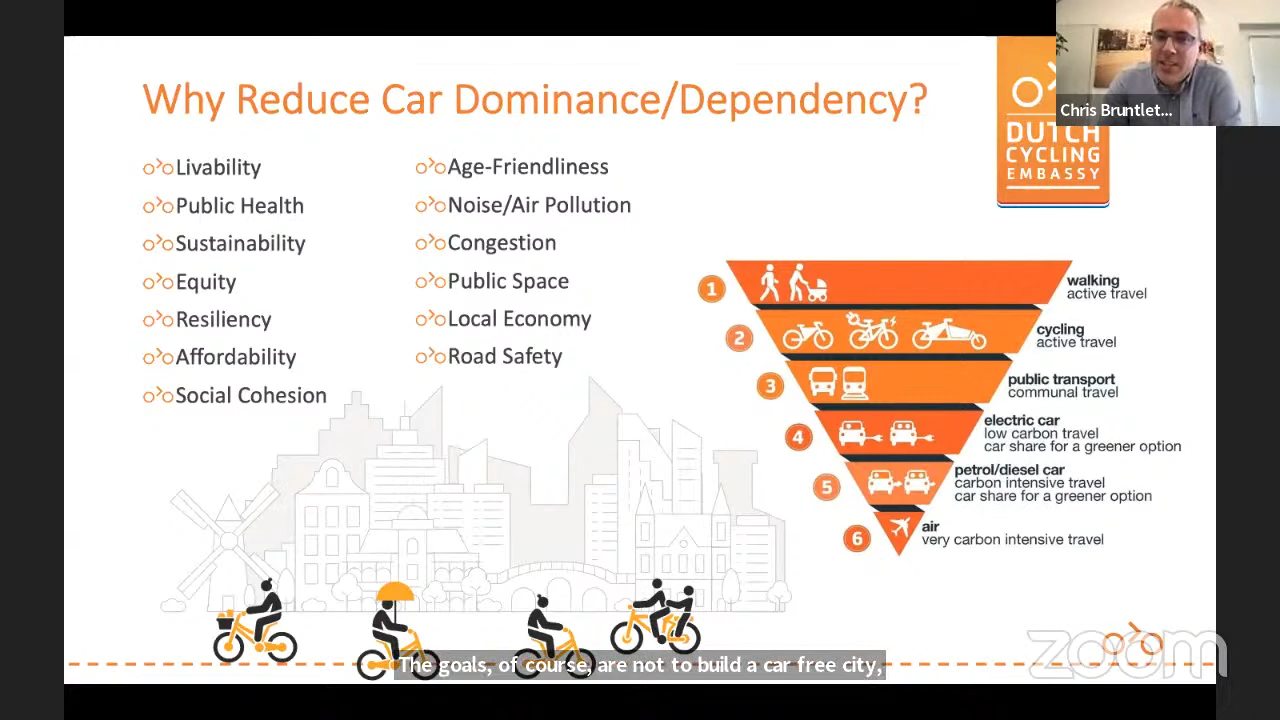 Why Reduce Car Dominance/Dependency?
Livability
Public Health
Sustainability
Equity
Resiliency
Affordability
Social Cohesion
Age-Friendliness
Noise/Air Pollution
Congestion
Public Space
Local Economy
Road Safety
Chris Bruntlet...
DUTCH
CYCLING
EMBASSY
1
walking
active travel
2
cycling
active travel
3
public transport
communal travel
4
electric car
low carbon travel
car share for a greener option
5
petrol/diesel car
carbon intensive travel
car share for a greener option
6
air
very carbon intensive travel
The goals, of course, are not to build a car free city,
zoom